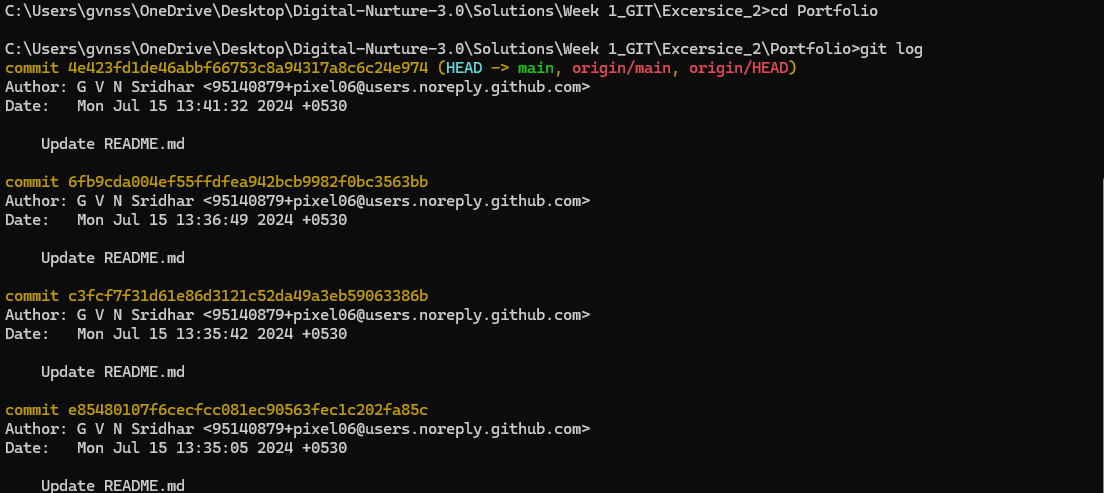 C:\Users\gvnss\OneDrive\Desktop\Digital-Nurture-3.0\Solutions\Week 1_GIT\Excersice_2>cd Portfolio
C:\Users\gvnss\OneDrive\Desktop\Digital-Nurture-3.0\Solutions\Week 1_GIT\Excersice_2\Portfolio>git log
commit 4e423fd1de46abbf66753c8a94317a8c6c24e974 (HEAD -> main, origin/main, origin/HEAD)
Author: G V N Sridhar <95140879+pixel06@users.noreply.github.com>
Date:   Mon Jul 15 13:41:32 2024 +0530
Update README.md
commit 6fb9cda004ef55ffdfea942bcb9982f0bc3563bb
Author: G V N Sridhar <95140879+pixel06@users.noreply.github.com>
Date:   Mon Jul 15 13:36:49 2024 +0530
Update README.md
commit c3fcf7f31d61e86d3121c52da49a3eb59063386b
Author: G V N Sridhar <95140879+pixel06@users.noreply.github.com>
Date:   Mon Jul 15 13:35:42 2024 +0530
Update README.md
commit e85480107f6cecfcc081ec90563fec1c202fa85c
Author: G V N Sridhar <95140879+pixel06@users.noreply.github.com>
Date:   Mon Jul 15 13:35:05 2024 +0530
Update README.md